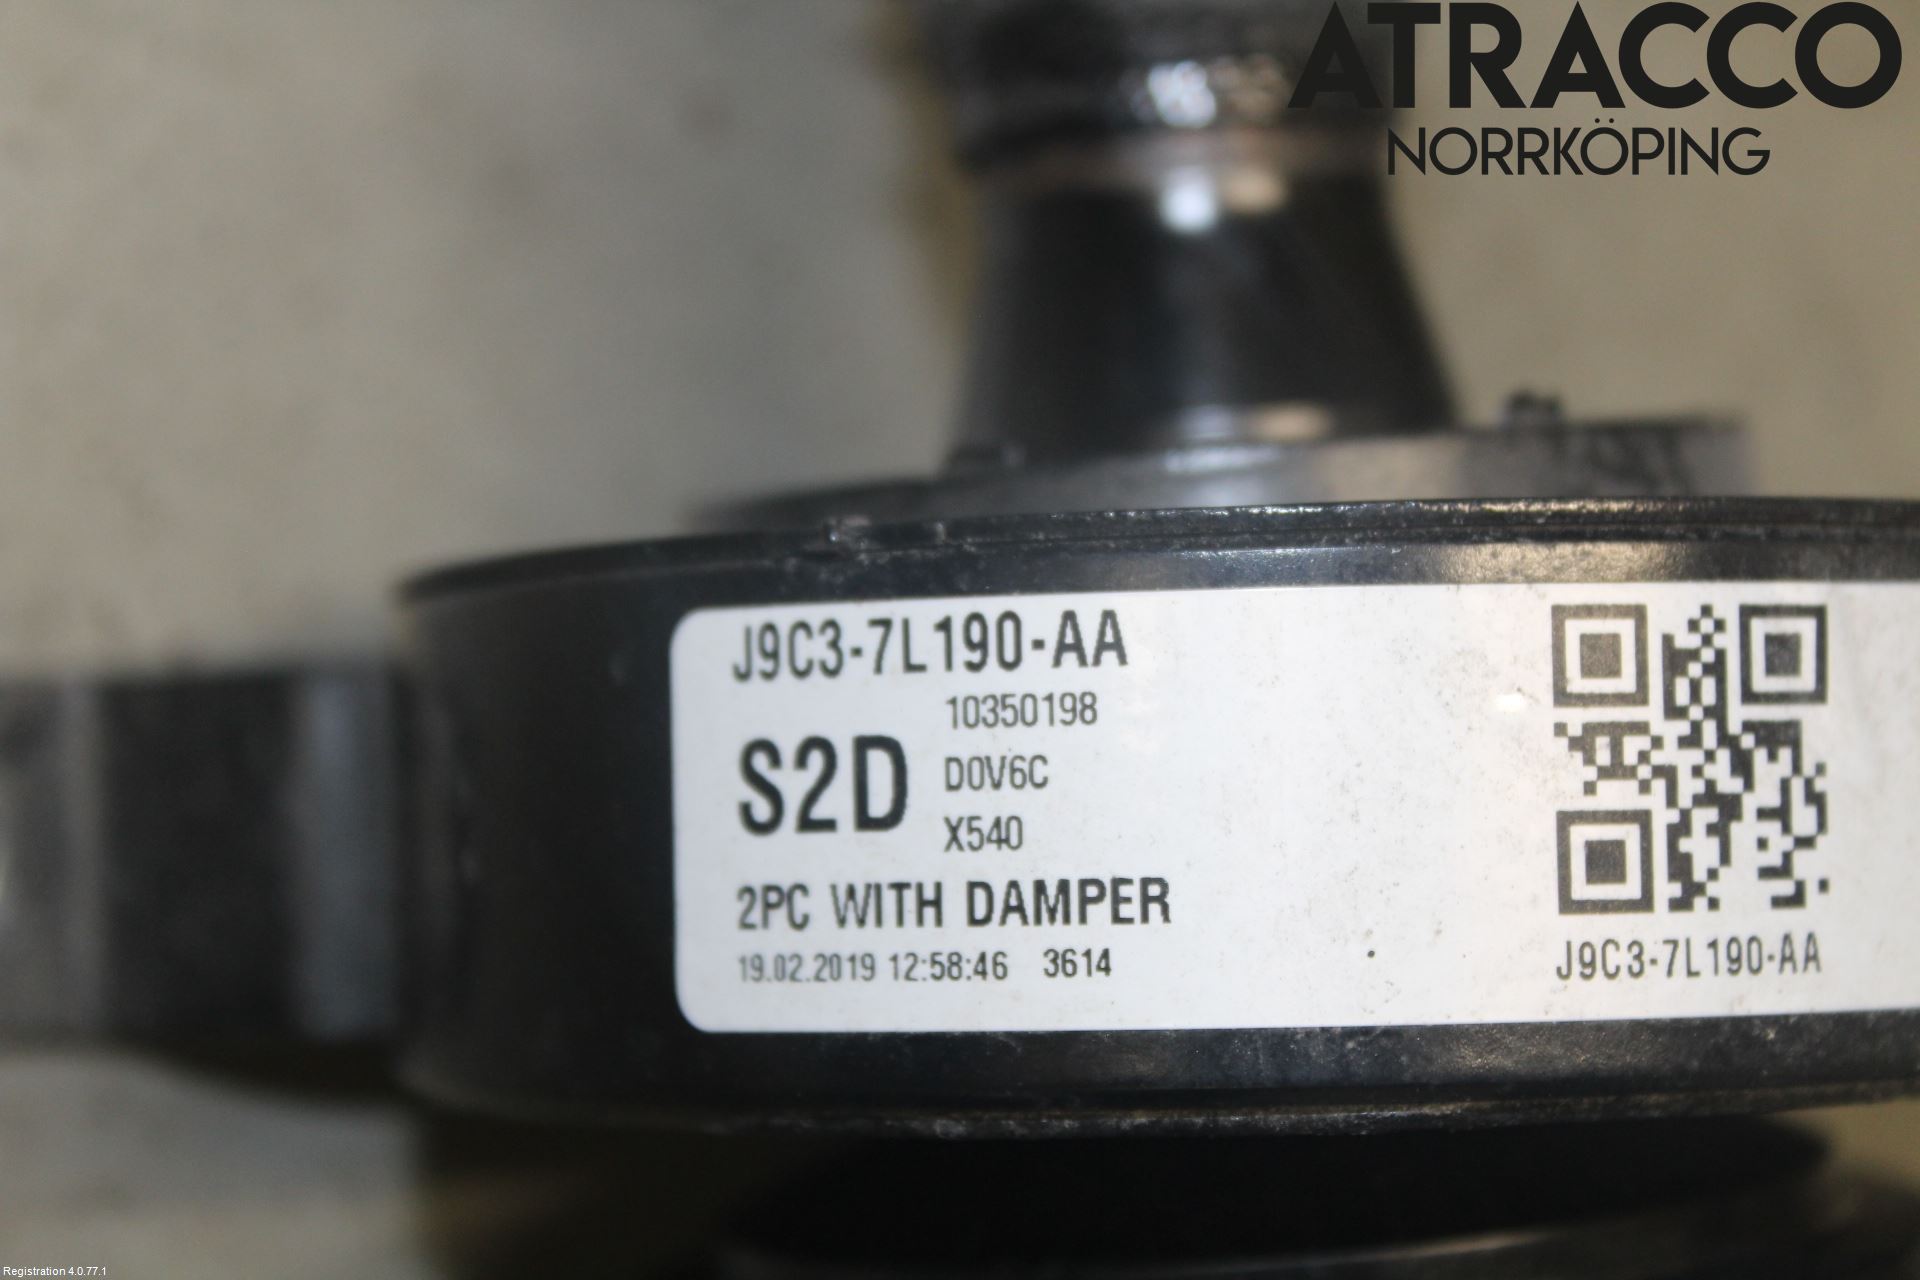 ATRACCO
NORRKÖPING
J9C3-7L190-AA
10350198
S2D
D0V6C
X540
2PC WITH DAMPER
19.02.2019 12:58:46 3614
J9C3-7L190-AA
Registration 4.0.77.1